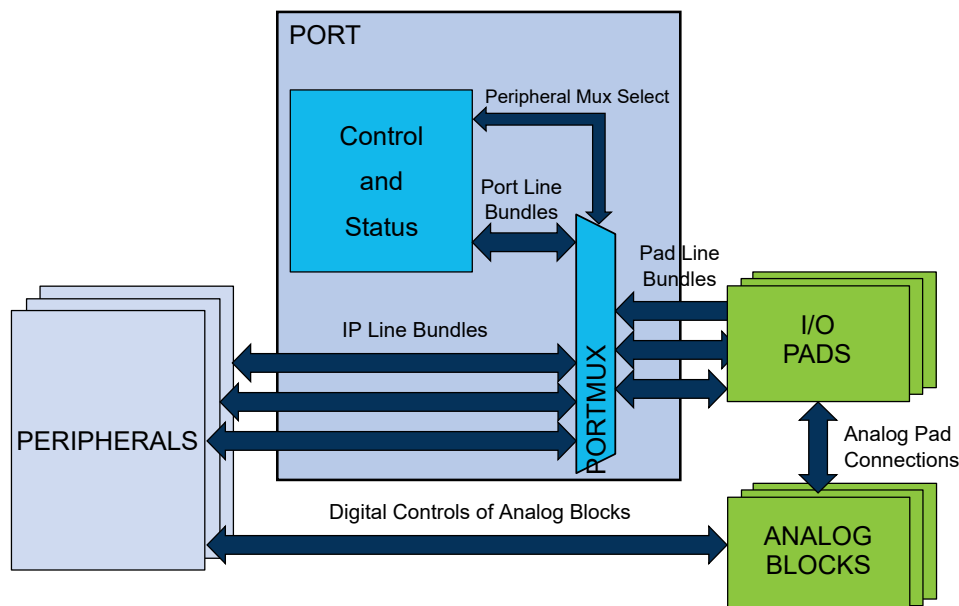 PORT
Peripheral Mux Select
Control
and
Status
Port Line
Bundles
Pad Line
Bundles
IP Line Bundles
PORTMUX
I/O
PADS
PERIPHERALS
Analog Pad
Connections
Digital Controls of Analog Blocks
ANALOG
BLOCKS